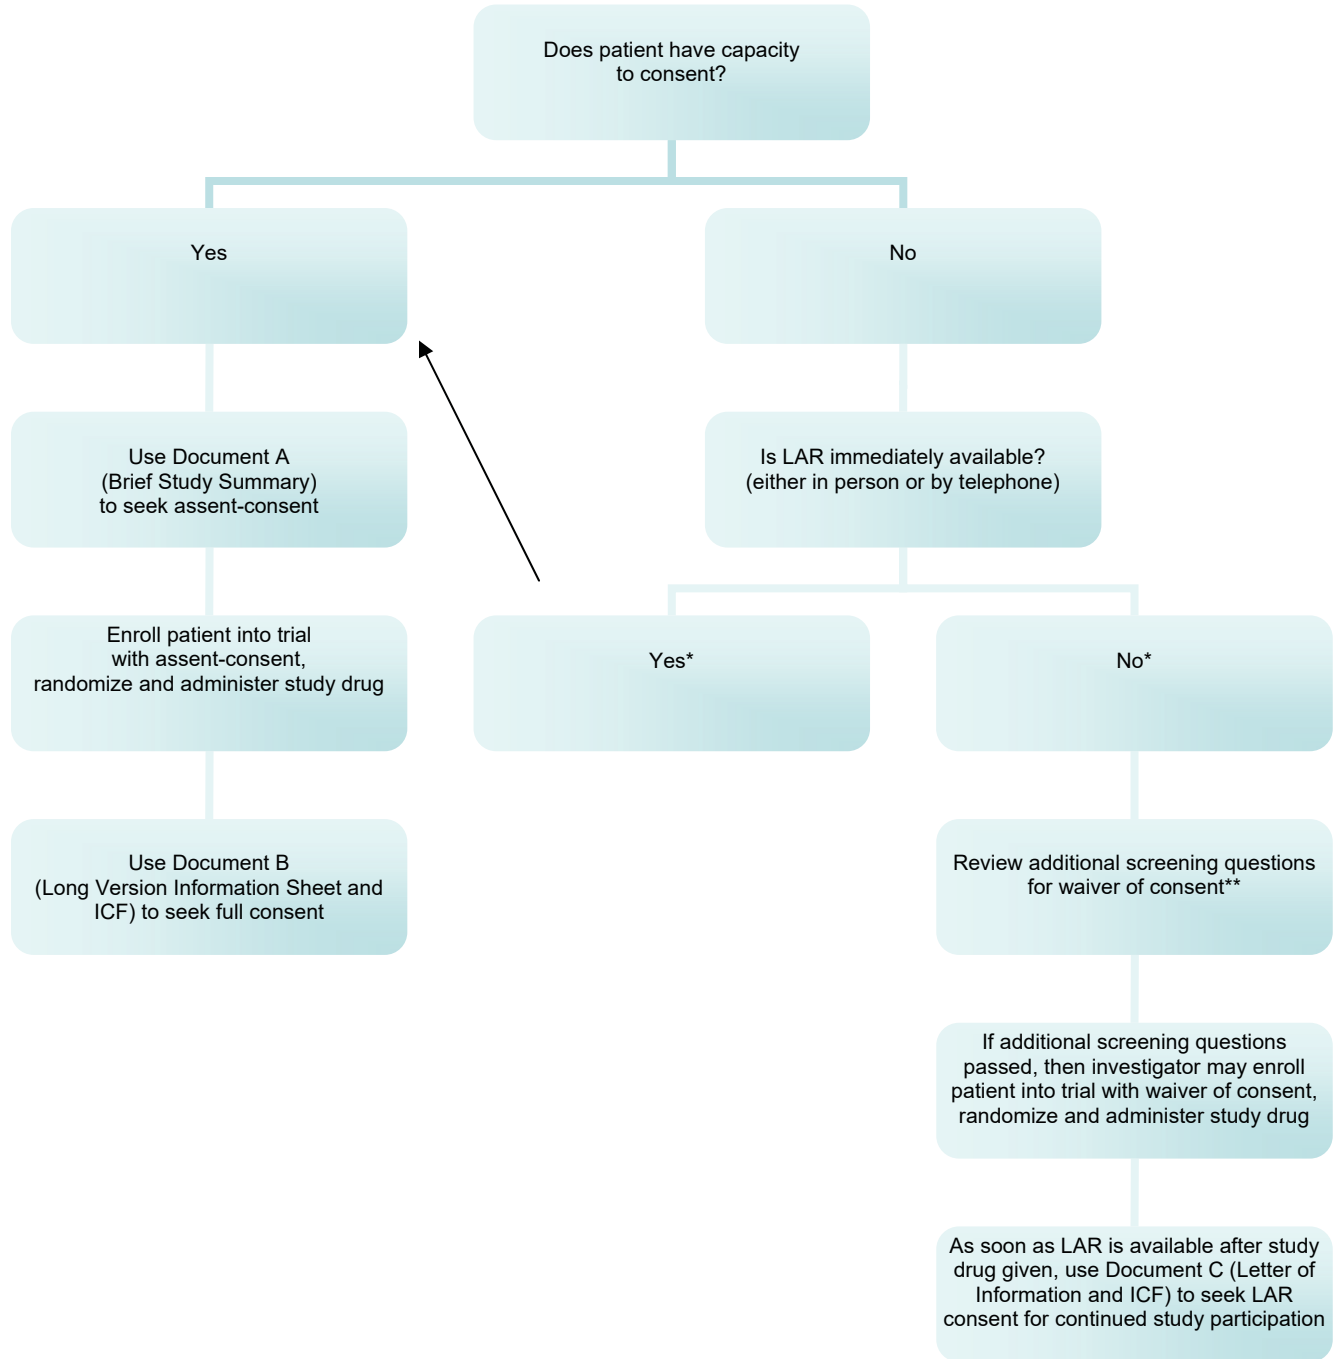 Does patient have capacity
to consent?
Yes
No
Use Document A
(Brief Study Summary)
to seek assent-consent
Is LAR immediately available?
(either in person or by telephone)
Enroll patient into trial
with assent-consent,
randomize and administer study drug
Yes*
No*
Use Document B
(Long Version Information Sheet and
ICF) to seek full consent
Review additional screening questions
for waiver of consent**
If additional screening questions
passed, then investigator may enroll
patient into trial with waiver of consent,
randomize and administer study drug
As soon as LAR is available after study
drug given, use Document C (Letter of
Information and ICF) to seek LAR
consent for continued study participation